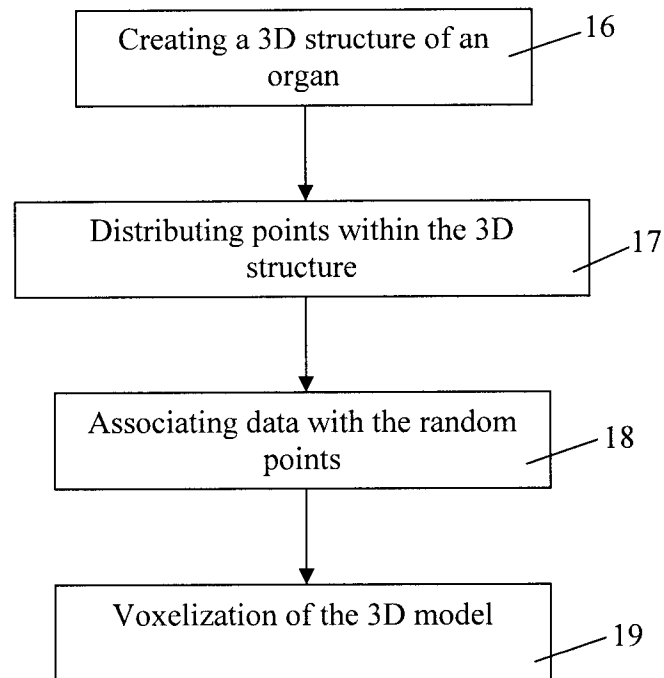 Creating a 3D structure of an
organ
16
Distributing points within the 3D
structure
17
Associating data with the random
points
18
Voxelization of the 3D model
19